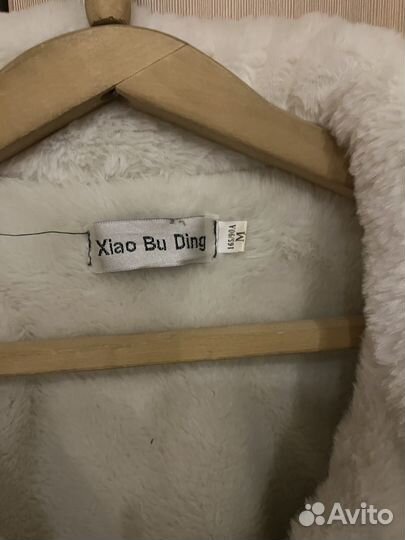 Xiao Bu Ding
165/90A
M
Avito